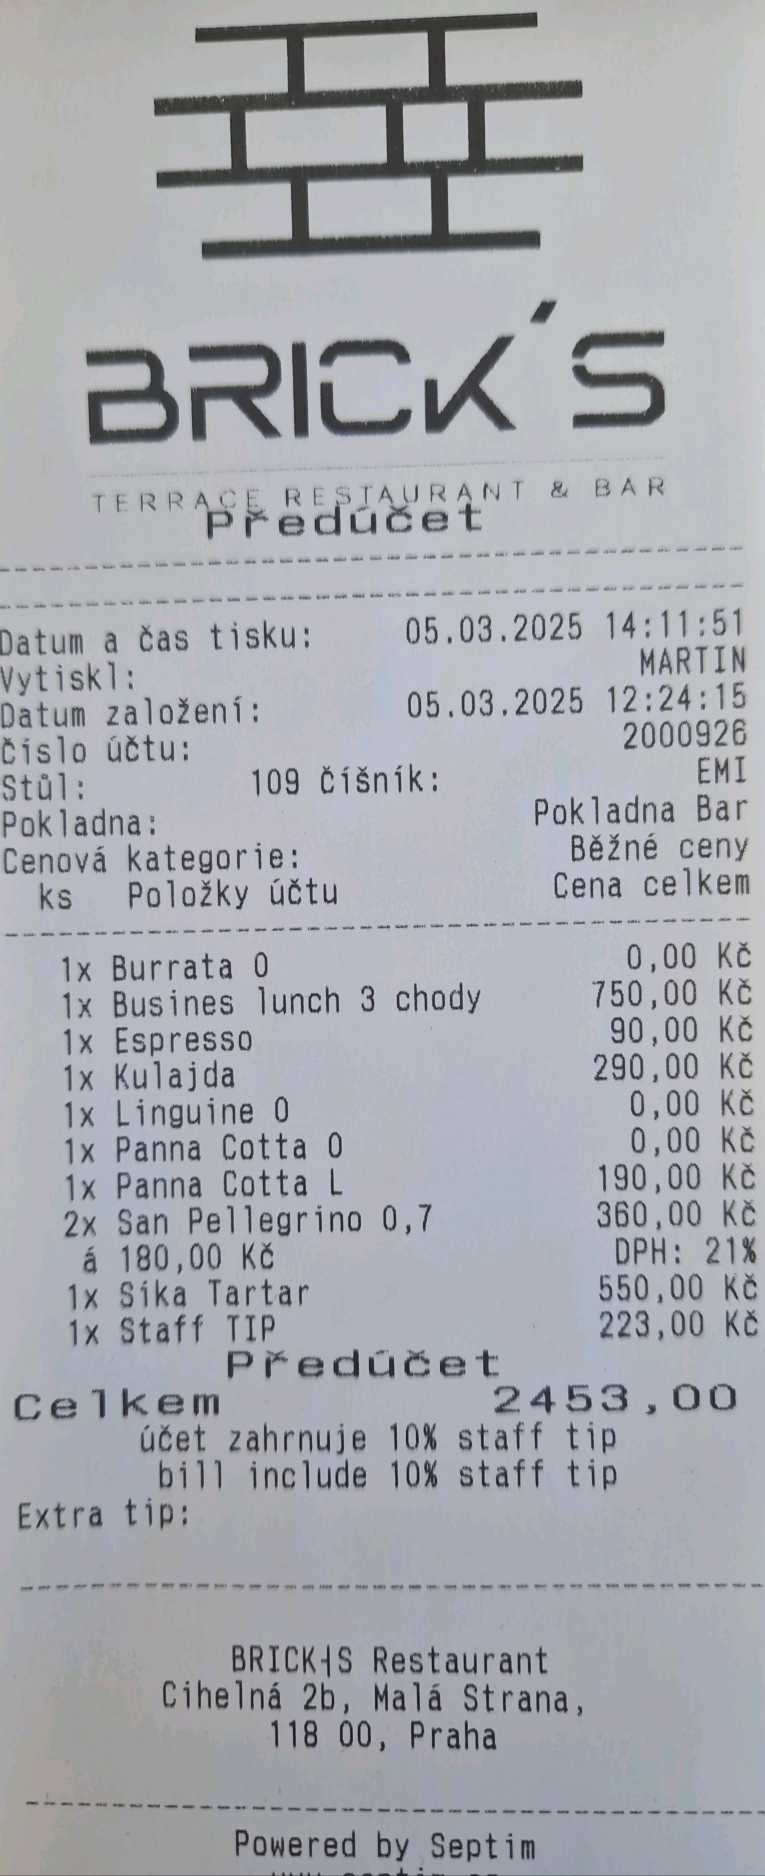 BRICK´S
TERRACE RESTAURANT & BAR
Předúčet
Datum a čas tisku: 05.03.2025 14:11:51
Vytiskl: MARTIN
Datum založení: 05.03.2025 12:24:15
Číslo účtu: 2000926
Stůl: 109 Číšník: EMI
Pokladna: Pokladna Bar
Cenová kategorie: Běžné ceny
ks Položky účtu Cena celkem
1x Burrata O 0,00 Kč
1x Busines lunch 3 chody 750,00 Kč
1x Espresso 90,00 Kč
1x Kulajda 290,00 Kč
1x Linguine O 0,00 Kč
1x Panna Cotta O 0,00 Kč
1x Panna Cotta L 190,00 Kč
2x San Pellegrino 0,7 360,00 Kč
á 180,00 Kč DPH: 21%
1x Síka Tartar 550,00 Kč
1x Staff TIP 223,00 Kč
Předúčet
Celkem 2453,00
účet zahrnuje 10% staff tip
bill include 10% staff tip
Extra tip:
BRICK┤S Restaurant
Cihelná 2b, Malá Strana,
118 00, Praha
Powered by Septim